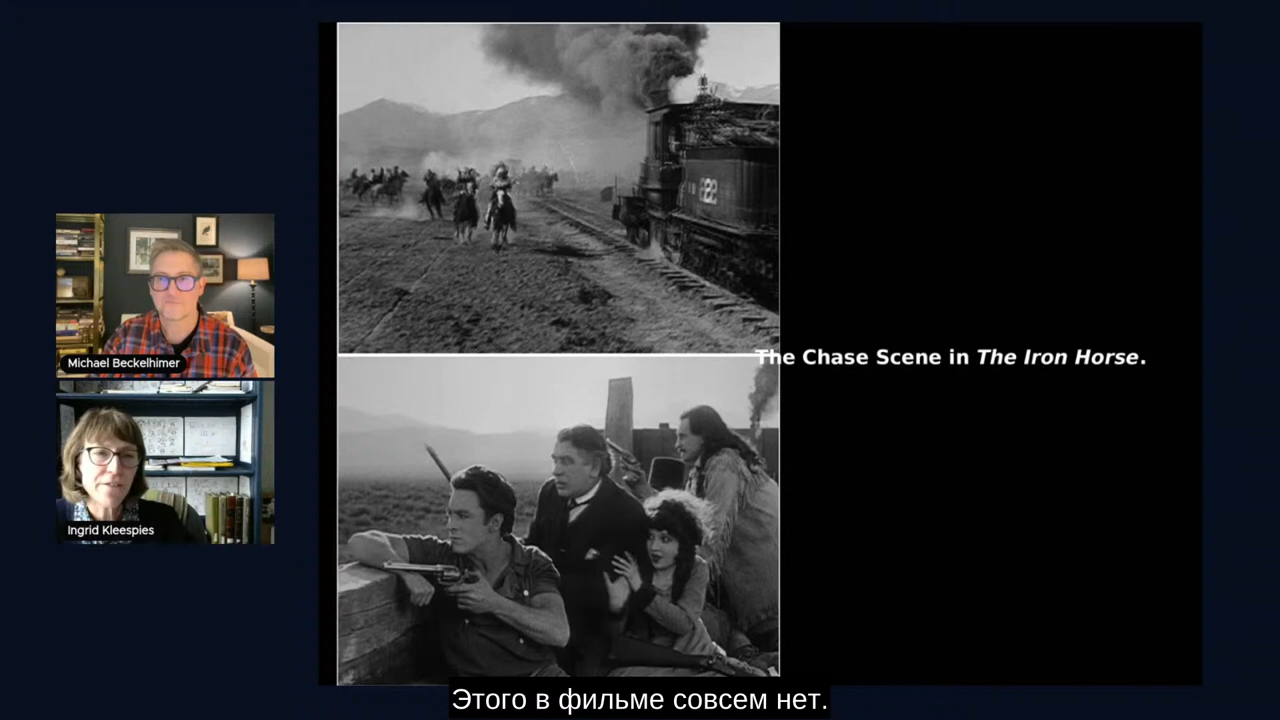 Michael Beckelhimer
Ingrid Kleespies
The Chase Scene in The Iron Horse.
Этого в фильме совсем нет.